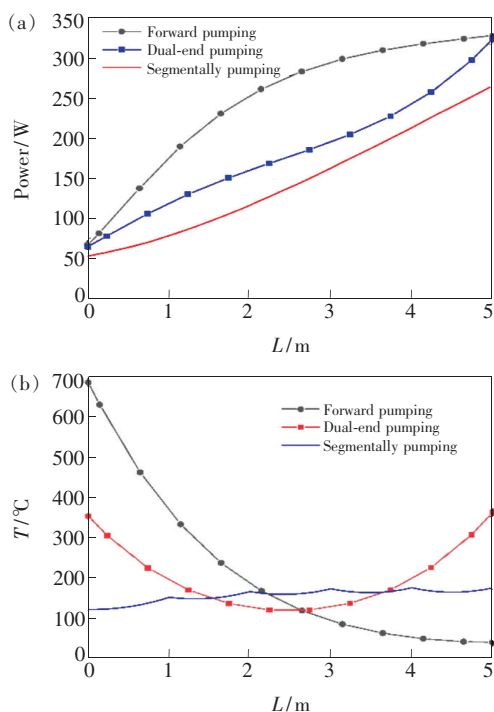 (a)
350
300
250
200
150
100
50
0
Power/W
Forward pumping
Dual-end pumping
Segmentally pumping
0 1 2 3 4 5
L/m
(b)
700
600
500
400
300
200
100
0
T/℃
Forward pumping
Dual-end pumping
Segmentally pumping
0 1 2 3 4 5
L/m